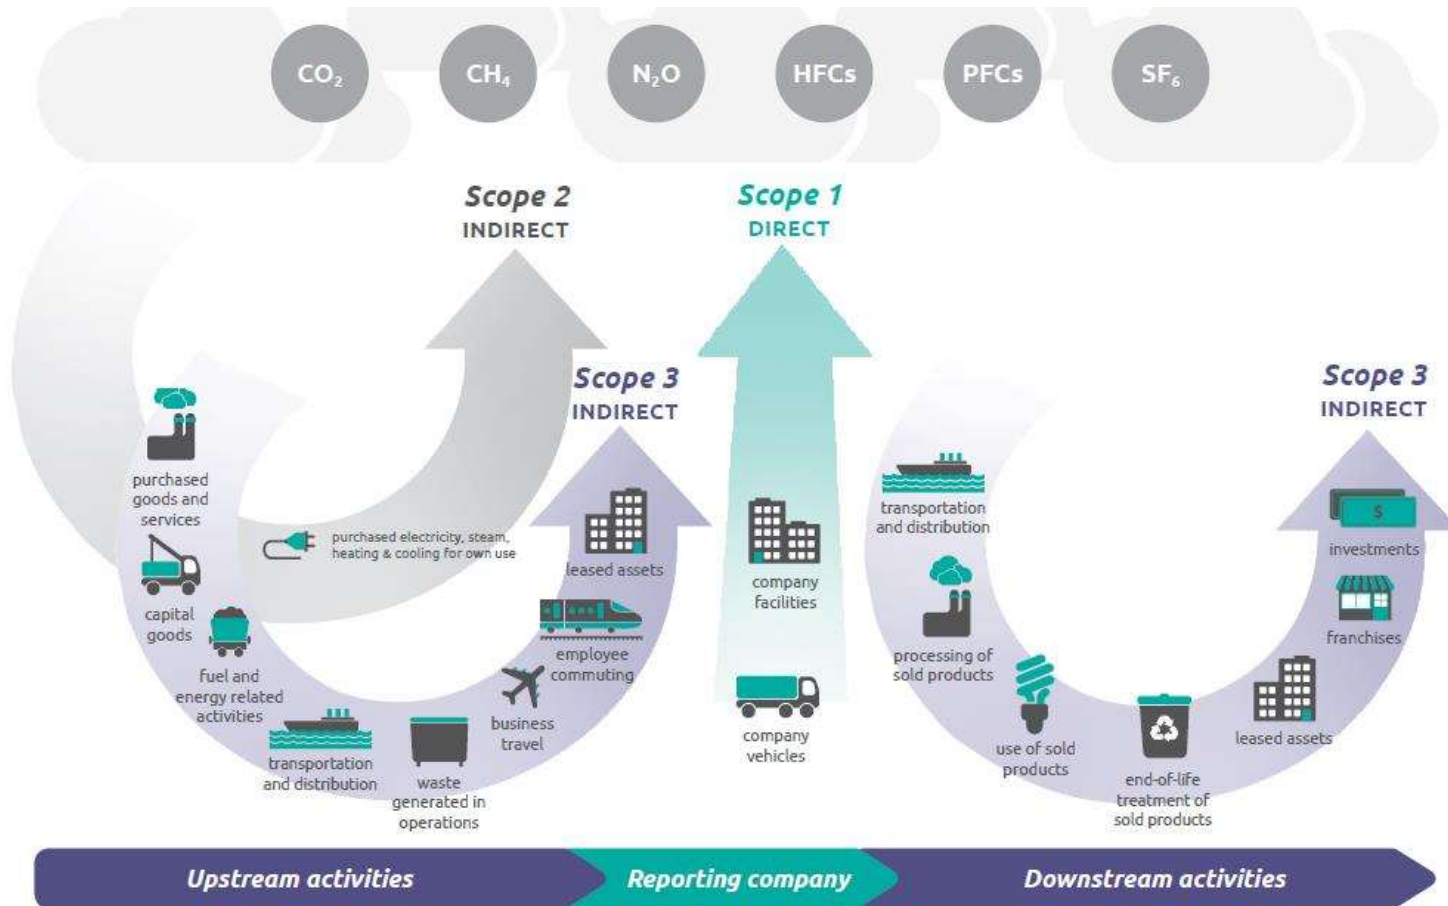 CO₂
CH₄
N₂O
HFCs
PFCs
SF₆
Scope 2
INDIRECT
Scope 1
DIRECT
Scope 3
INDIRECT
Scope 3
INDIRECT
purchased
goods and
services
capital
goods
fuel and
energy related
activities
purchased electricity, steam,
heating & cooling for own use
transportation
and distribution
waste
generated in
operations
business
travel
employee
commuting
leased assets
company
facilities
company
vehicles
transportation
and distribution
processing of
sold products
use of sold
products
end-of-life
treatment of
sold products
leased assets
franchises
$
investments
Upstream activities
Reporting company
Downstream activities